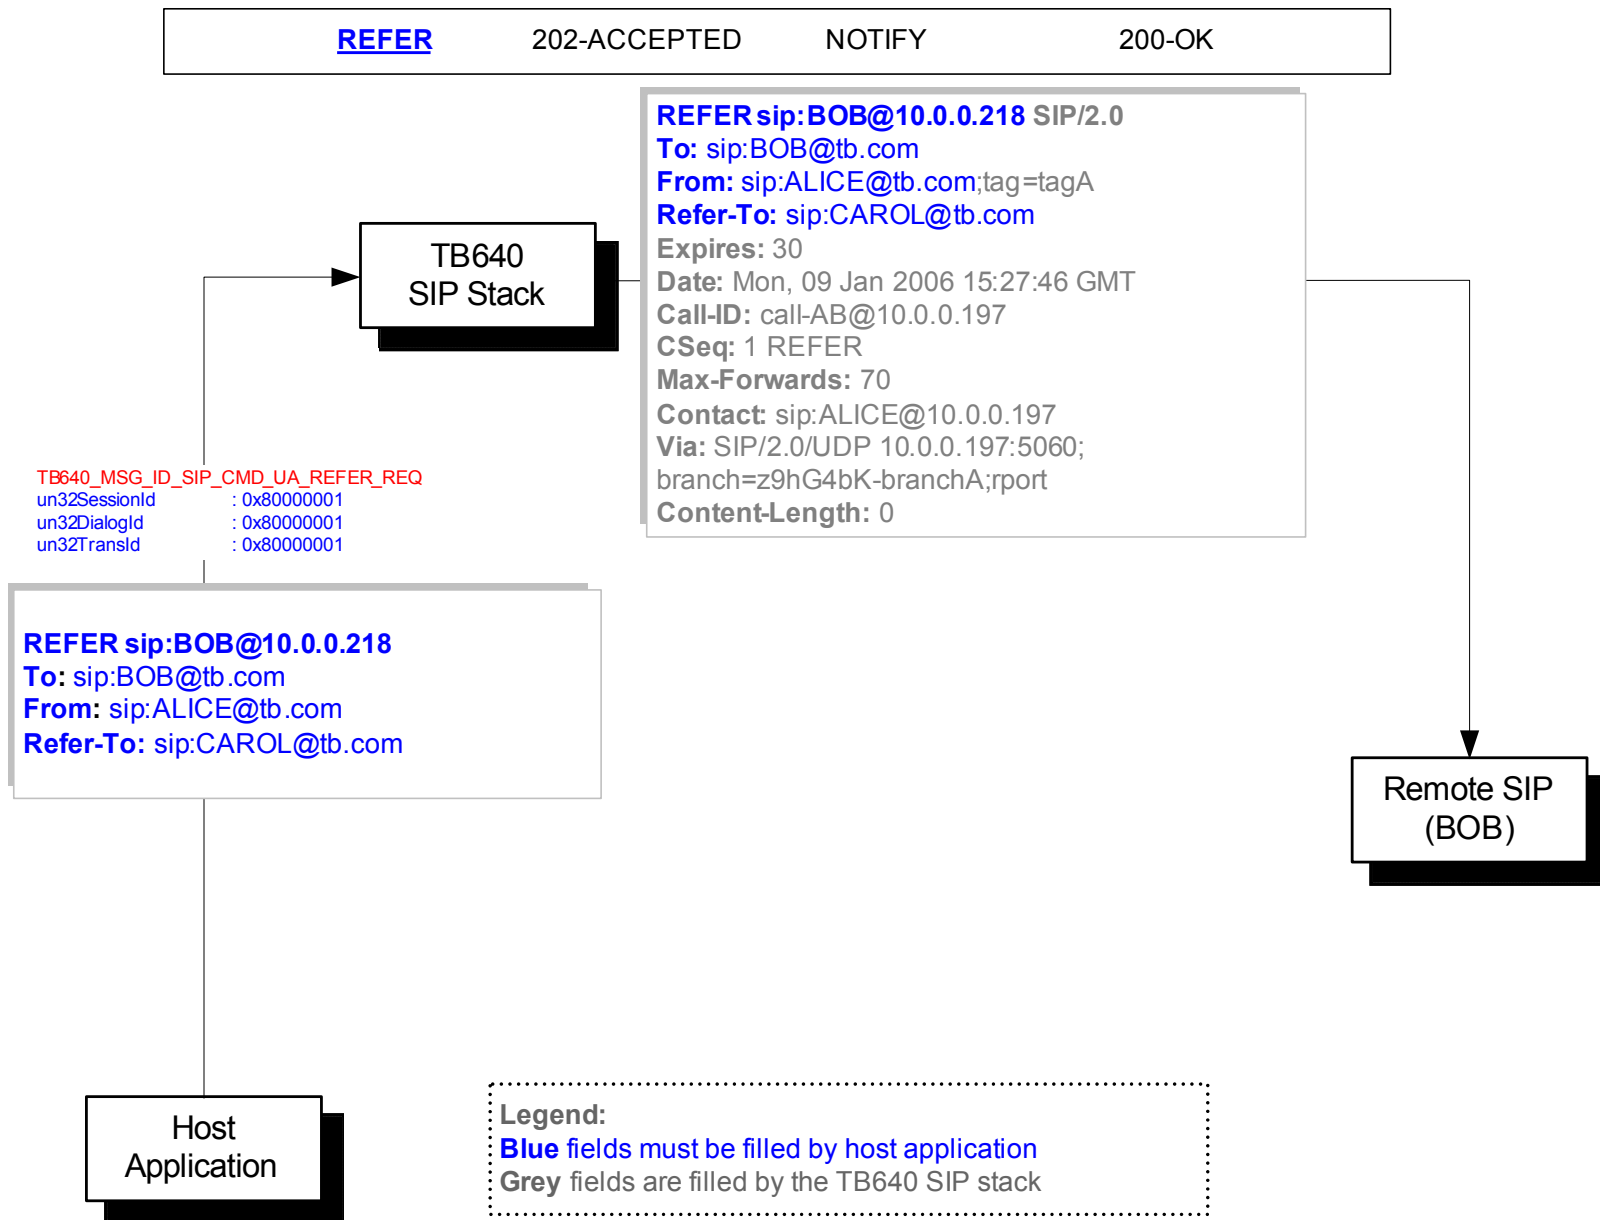 REFER 202-ACCEPTED NOTIFY 200-OK
REFER sip:BOB@10.0.0.218 SIP/2.0
To: sip:BOB@tb.com
From: sip:ALICE@tb.com;tag=tagA
Refer-To: sip:CAROL@tb.com
Expires: 30
Date: Mon, 09 Jan 2006 15:27:46 GMT
Call-ID: call-AB@10.0.0.197
CSeq: 1 REFER
Max-Forwards: 70
Contact: sip:ALICE@10.0.0.197
Via: SIP/2.0/UDP 10.0.0.197:5060;
branch=z9hG4bK-branchA;rport
Content-Length: 0
TB640
SIP Stack
TB640_MSG_ID_SIP_CMD_UA_REFER_REQ
un32SessionId : 0x80000001
un32DialogId : 0x80000001
un32TransId : 0x80000001
REFER sip:BOB@10.0.0.218
To: sip:BOB@tb.com
From: sip:ALICE@tb.com
Refer-To: sip:CAROL@tb.com
Remote SIP
(BOB)
Host
Application
Legend:
Blue fields must be filled by host application
Grey fields are filled by the TB640 SIP stack